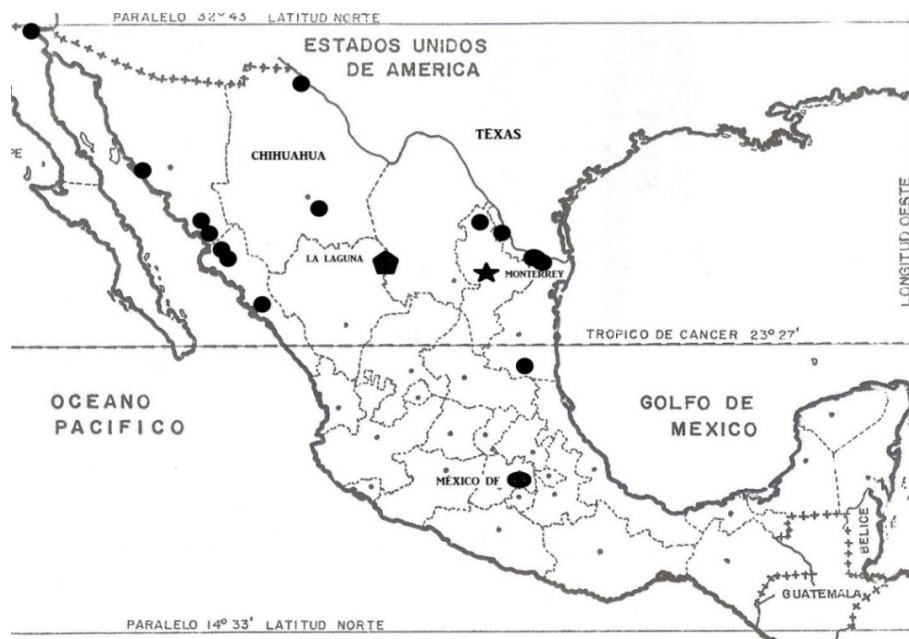 PARALELO 32°43' LATITUD NORTE
ESTADOS UNIDOS
DE AMERICA
TEXAS
CHIHUAHUA
PE
LONGITUD OESTE
LA LAGUNA
MONTERREY
TROPICO DE CANCER 23°27'
OCEANO
PACIFICO
GOLFO DE
MEXICO
MÉXICO DF
BELICE
GUATEMALA
PARALELO 14°33' LATITUD NORTE